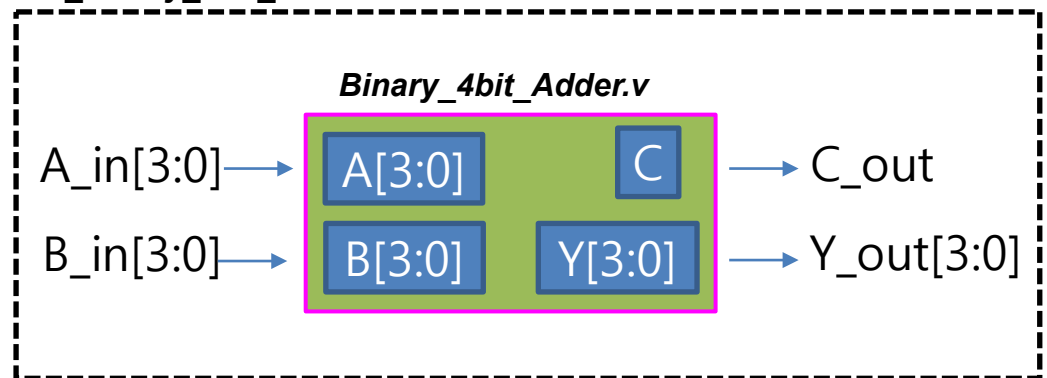 Binary_4bit_Adder.v
A_in[3:0]
A[3:0]
C
C_out
B_in[3:0]
B[3:0]
Y[3:0]
Y_out[3:0]